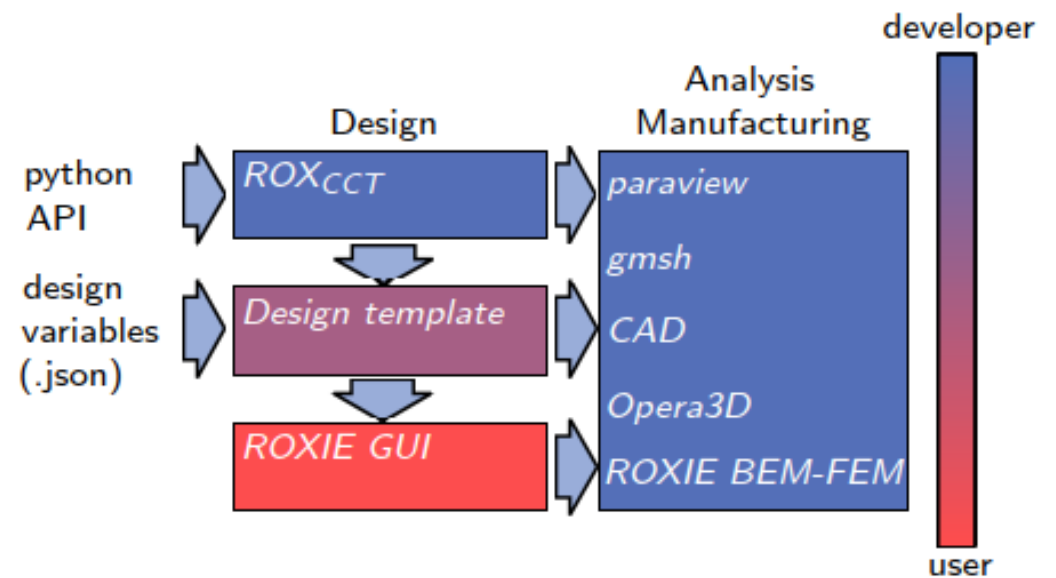 developer
Analysis
Design
Manufacturing
python
API
ROX_CCT
paraview
gmsh
design
variables
(.json)
Design template
CAD
Opera3D
ROXIE GUI
ROXIE BEM-FEM
user